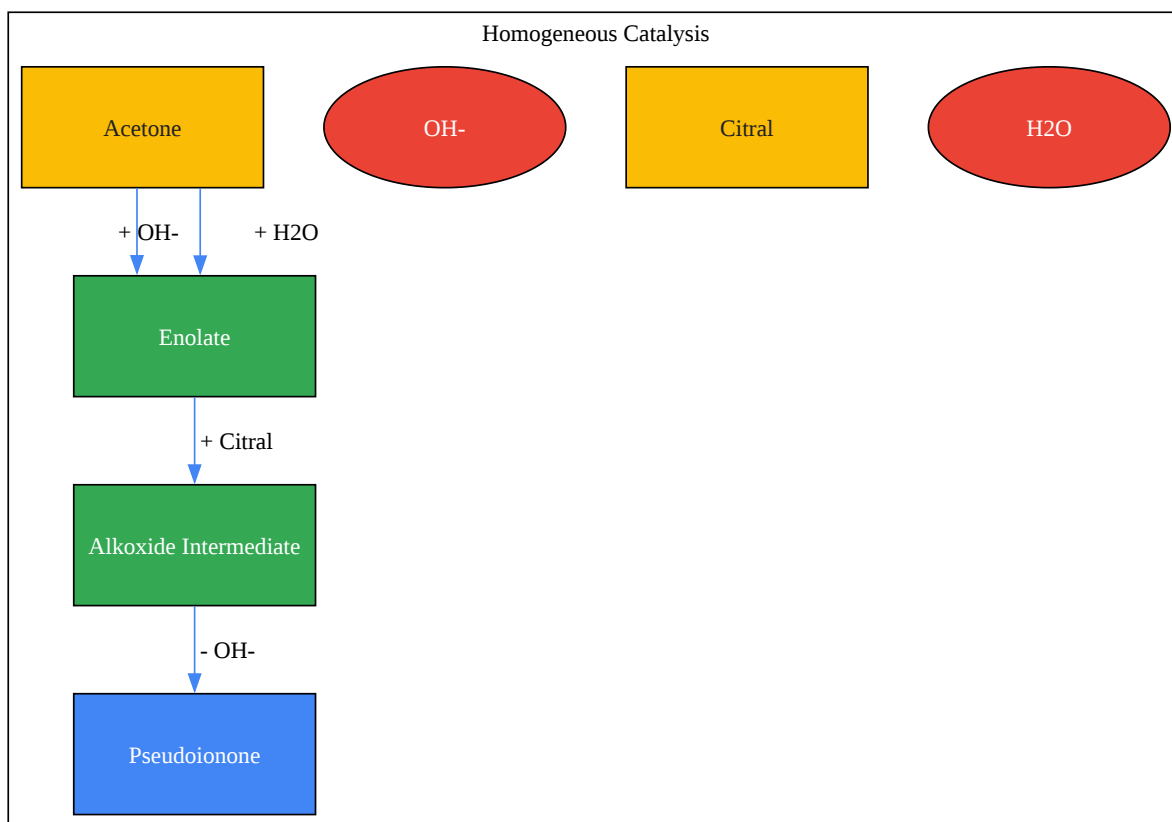 Homogeneous Catalysis
Acetone
OH-
Citral
H2O
+ OH-
+ H2O
Enolate
+ Citral
Alkoxide Intermediate
- OH-
Pseudoionone